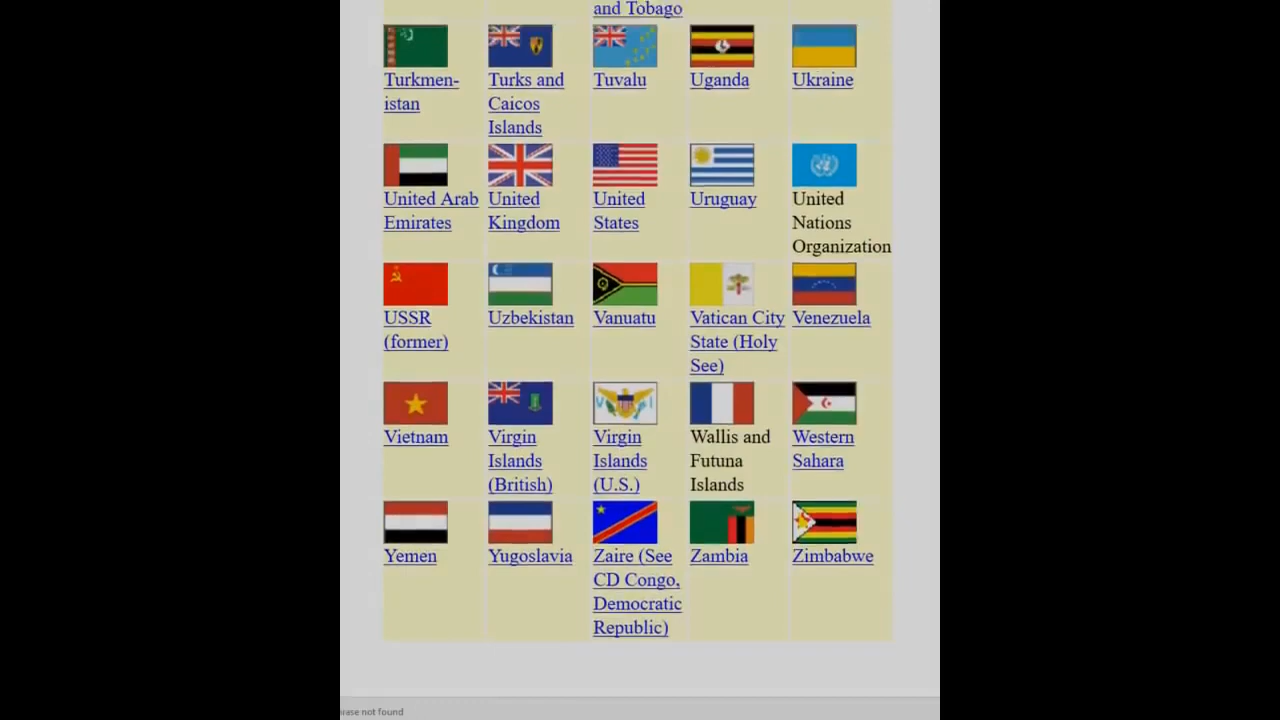 and Tobago
Turkmen-
istan
Turks and
Caicos
Islands
Tuvalu
Uganda
Ukraine
United Arab
Emirates
United
Kingdom
United
States
Uruguay
United
Nations
Organization
USSR
(former)
Uzbekistan
Vanuatu
Vatican City
State (Holy
See)
Venezuela
Vietnam
Virgin
Islands
(British)
Virgin
Islands
(U.S.)
Wallis and
Futuna
Islands
Western
Sahara
Yemen
Yugoslavia
Zaire (See
CD Congo,
Democratic
Republic)
Zambia
Zimbabwe
not found